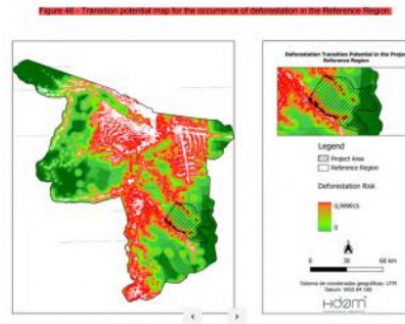 Figure 46 - Transition potential map for the occurrence of deforestation in the Reference Region
Deforestation Transition Potential in the Project
Reference Region
Legend
Project Area
Reference Region
Deforestation Risk
0,999915
0
0 30 60 km
Sistema de coordenadas geográficas: UTM
Datum: WGS 84
Hdom